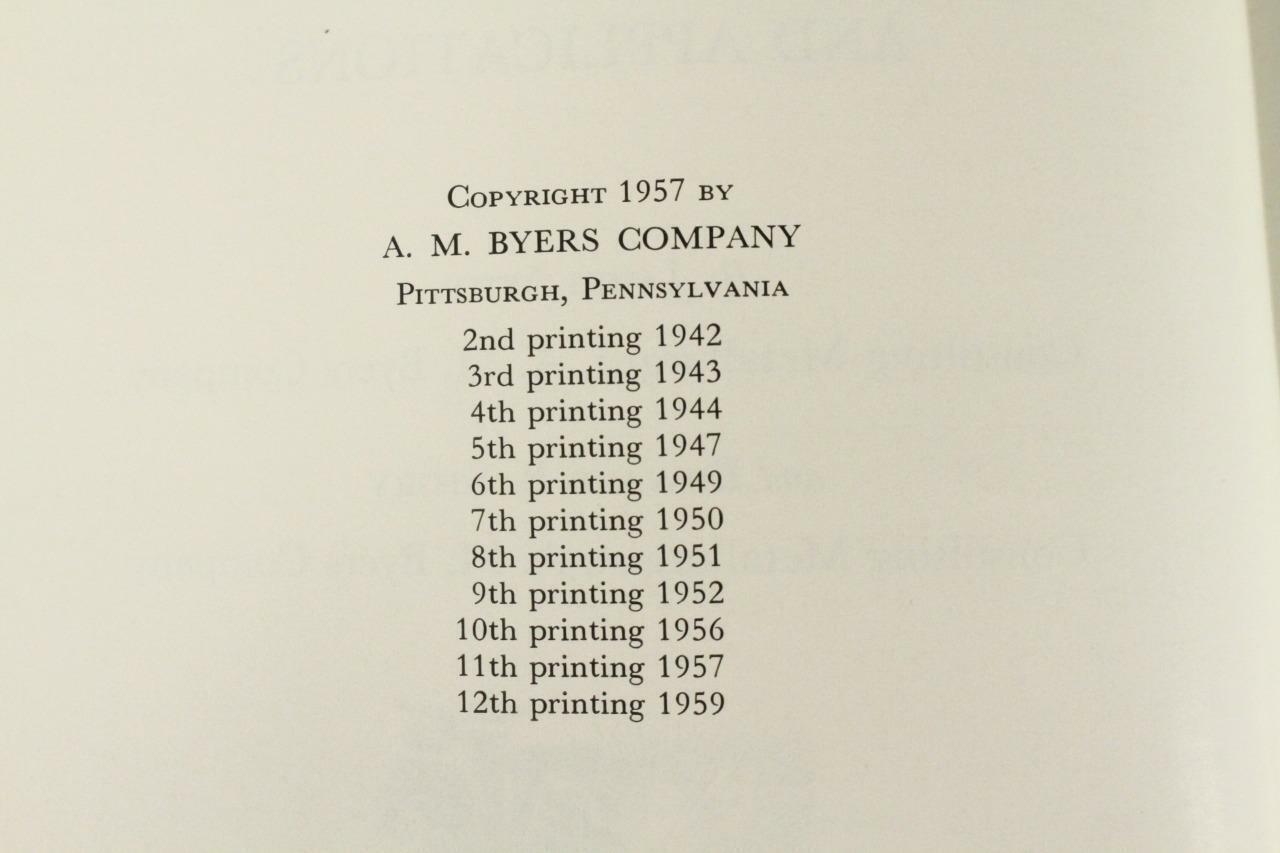 COPYRIGHT 1957 BY
A. M. BYERS COMPANY
PITTSBURGH, PENNSYLVANIA
2nd printing 1942
3rd printing 1943
4th printing 1944
5th printing 1947
6th printing 1949
7th printing 1950
8th printing 1951
9th printing 1952
10th printing 1956
11th printing 1957
12th printing 1959